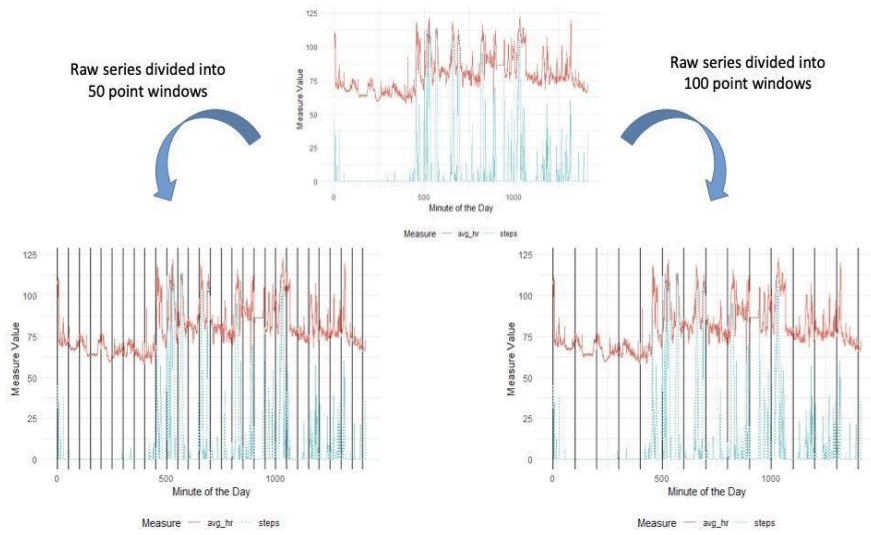 Raw series divided into
50 point windows
Raw series divided into
100 point windows
Measure Value
125
100
75
50
25
0
0 500 1000
Minute of the Day
Measure avg_hr steps
Measure Value
125
100
75
50
25
0
0 500 1000
Minute of the Day
Measure avg_hr steps
Measure Value
125
100
75
50
25
0
0 500 1000
Minute of the Day
Measure avg_hr steps